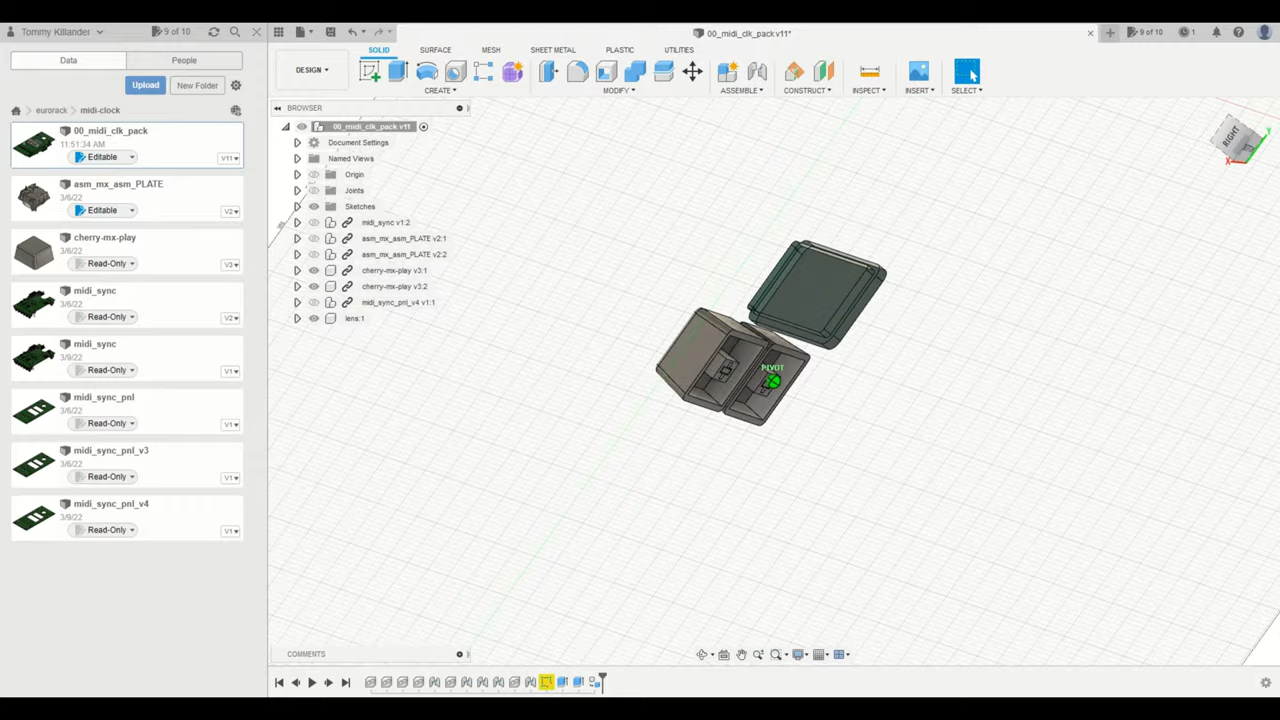 Tommy Killander
9 of 10
00_midi_clk_pack v11*
9 of 10
1
Data
People
SOLID
SURFACE
MESH
SHEET METAL
PLASTIC
UTILITIES
DESIGN
Upload
New Folder
CREATE
MODIFY
ASSEMBLE
CONSTRUCT
INSPECT
INSERT
SELECT
eurorack
midi-clock
BROWSER
00_midi_clk_pack
11:51:34 AM
Editable
V11
asm_mx_asm_PLATE
3/6/22
Editable
V2
cherry-mx-play
3/6/22
Read-Only
V3
midi_sync
3/6/22
Read-Only
V2
midi_sync
3/9/22
Read-Only
V1
midi_sync_pnl
3/6/22
Read-Only
V1
midi_sync_pnl_v3
3/6/22
Read-Only
V1
midi_sync_pnl_v4
3/9/22
Read-Only
V1
00_midi_clk_pack v11
Document Settings
Named Views
Origin
Joints
Sketches
midi_sync v1:2
asm_mx_asm_PLATE v2:1
asm_mx_asm_PLATE v2:2
cherry-mx-play v3:1
cherry-mx-play v3:2
midi_sync_pnl_v4 v1:1
lens:1
RIGHT
X
Y
PIVOT
COMMENTS